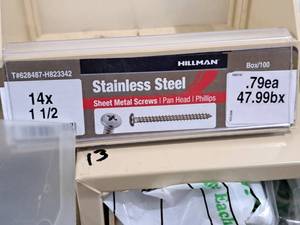 HILLMAN
T#628487-H823342
Box/100
Stainless Steel
Sheet Metal Screws | Pan Head | Phillips
14x
1 1/2
.79ea
47.99bx
13
Each